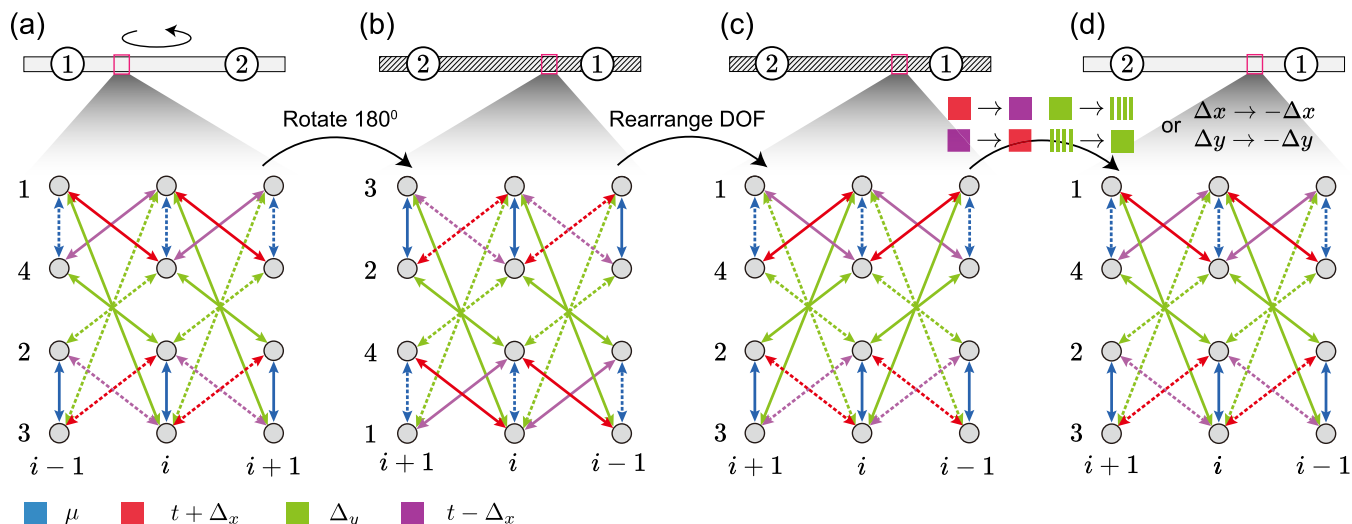 (a) (b) (c) (d)
1 2 2 1 2 1 2 1
Rotate 180⁰ Rearrange DOF
→ → or Δx → −Δx
→ → Δy → −Δy
1 3 1 1
4 2 4 4
2 4 2 2
3 1 3 3
i − 1 i i + 1 i + 1 i i − 1 i + 1 i i − 1 i + 1 i i − 1
μ t + Δₓ Δᵧ t − Δₓ